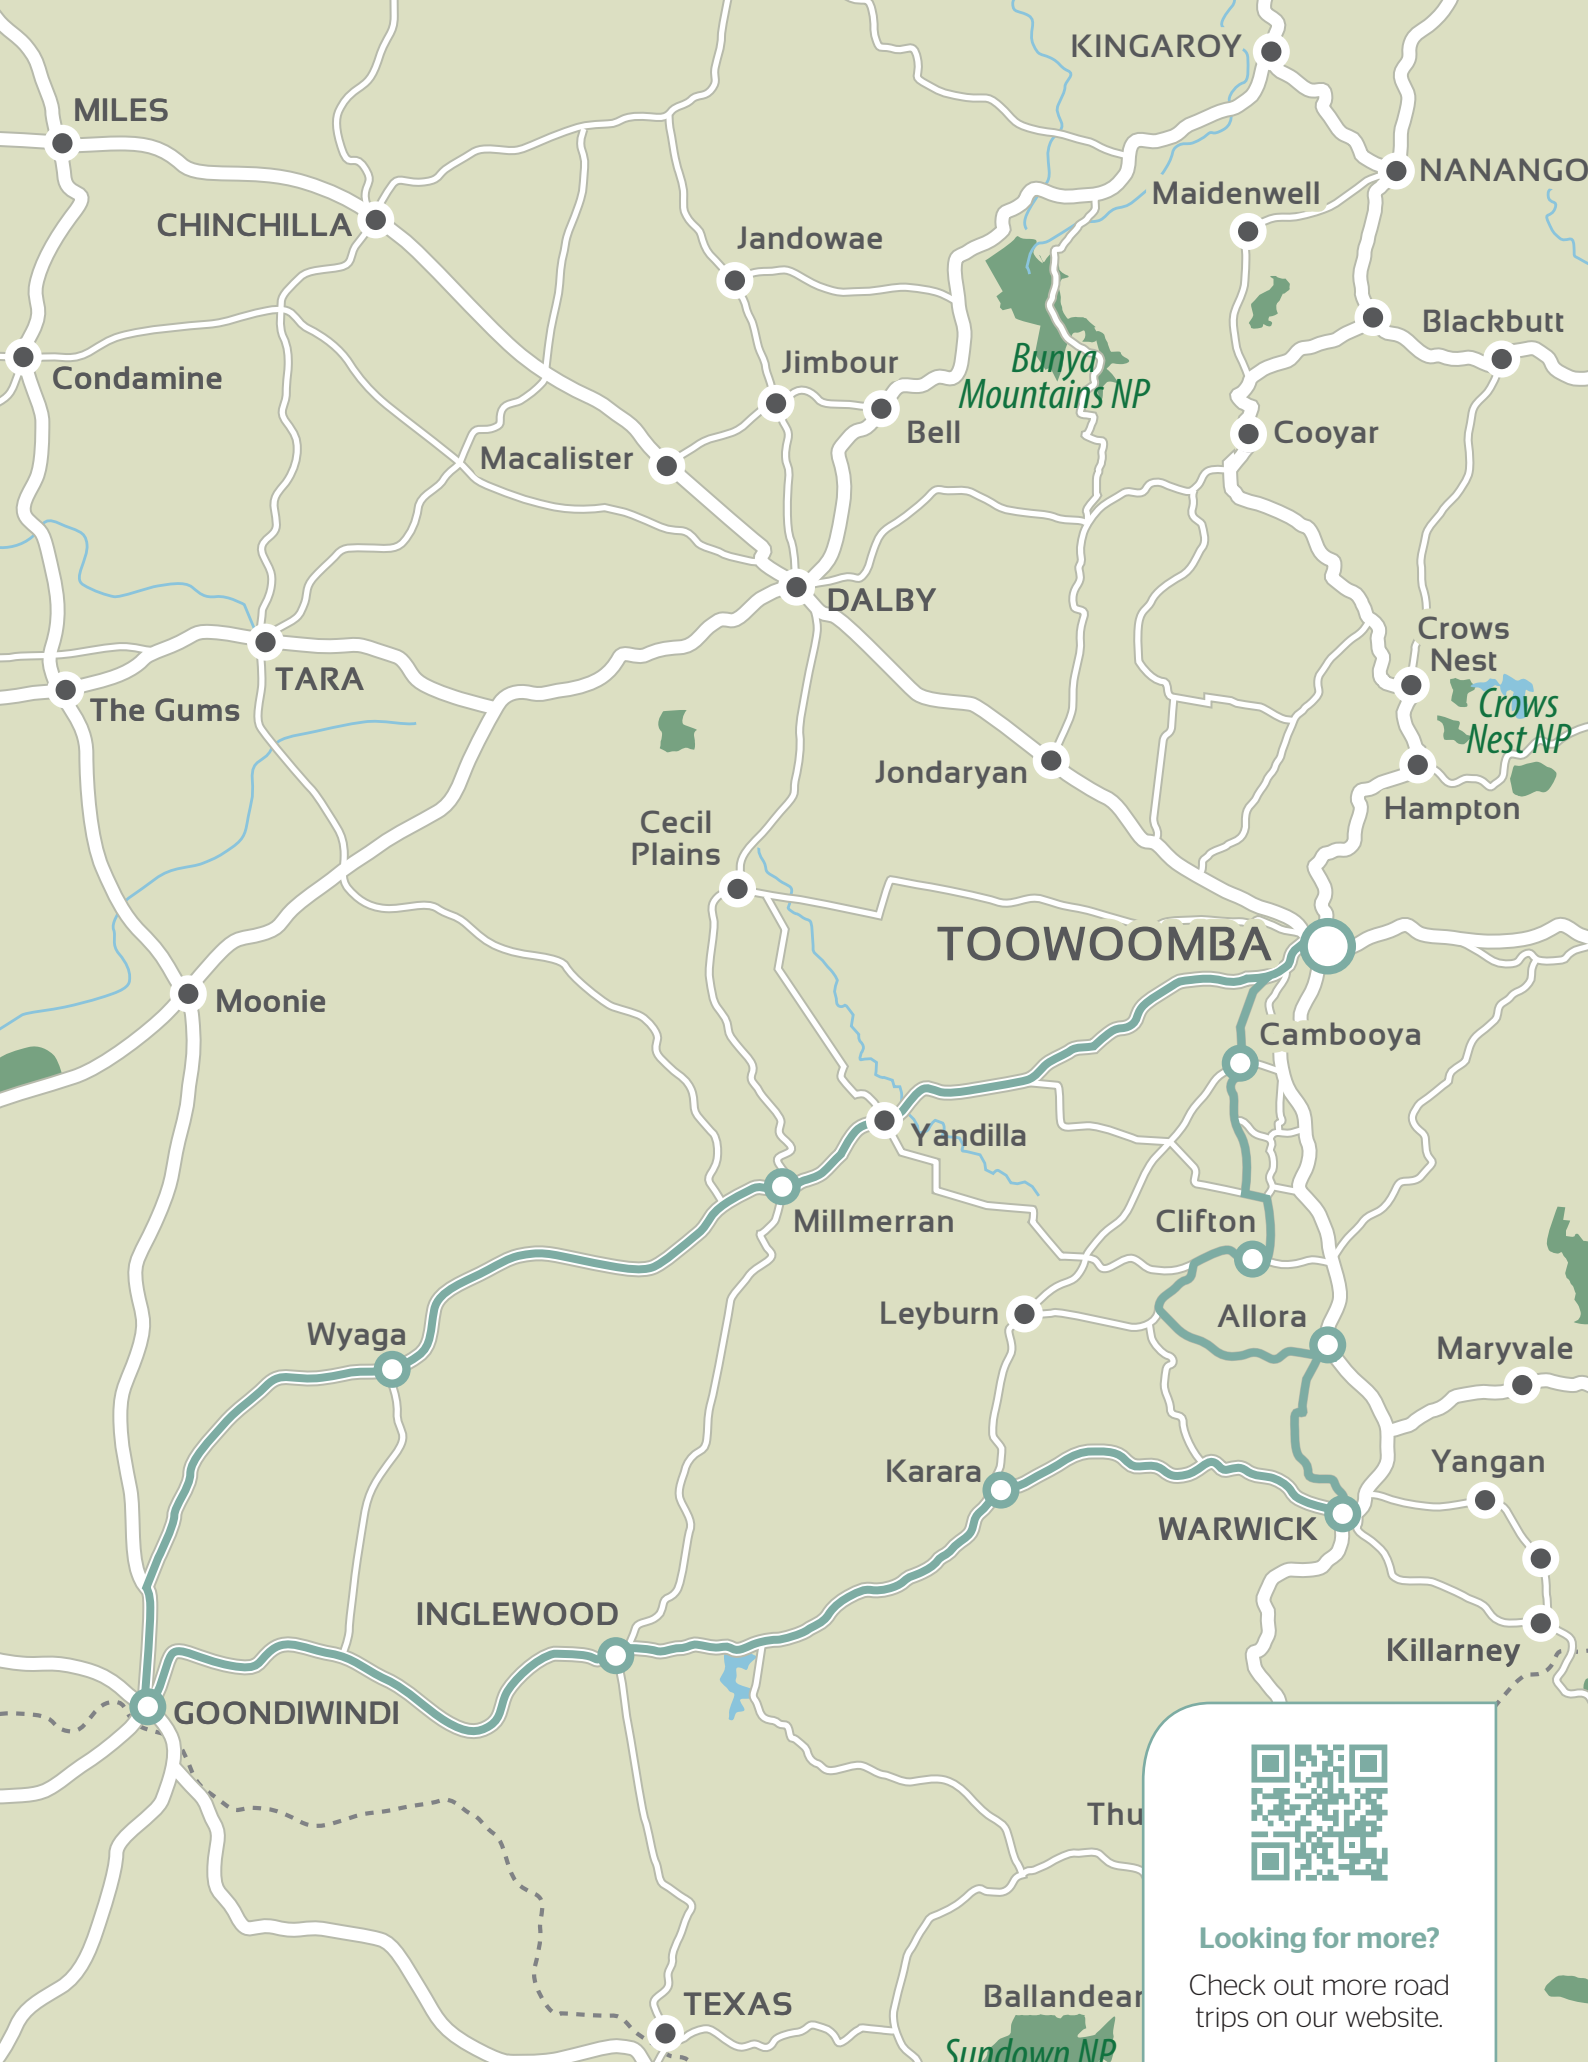 KINGAROY
MILES
NANANGO
Maidenwell
CHINCHILLA
Jandowae
Blackbutt
Condamine
Jimbour
Bunya
Mountains NP
Bell
Cooyar
Macalister
DALBY
Crows
Nest
TARA
The Gums
Crows
Nest NP
Jondaryan
Hampton
Cecil
Plains
TOOWOOMBA
Moonie
Cambooya
Yandilla
Millmerran
Clifton
Leyburn
Allora
Wyaga
Maryvale
Karara
Yangan
WARWICK
INGLEWOOD
Killarney
GOONDIWINDI
Thu
Looking for more?
Check out more road
trips on our website.
Ballandean
TEXAS
Sundown NP